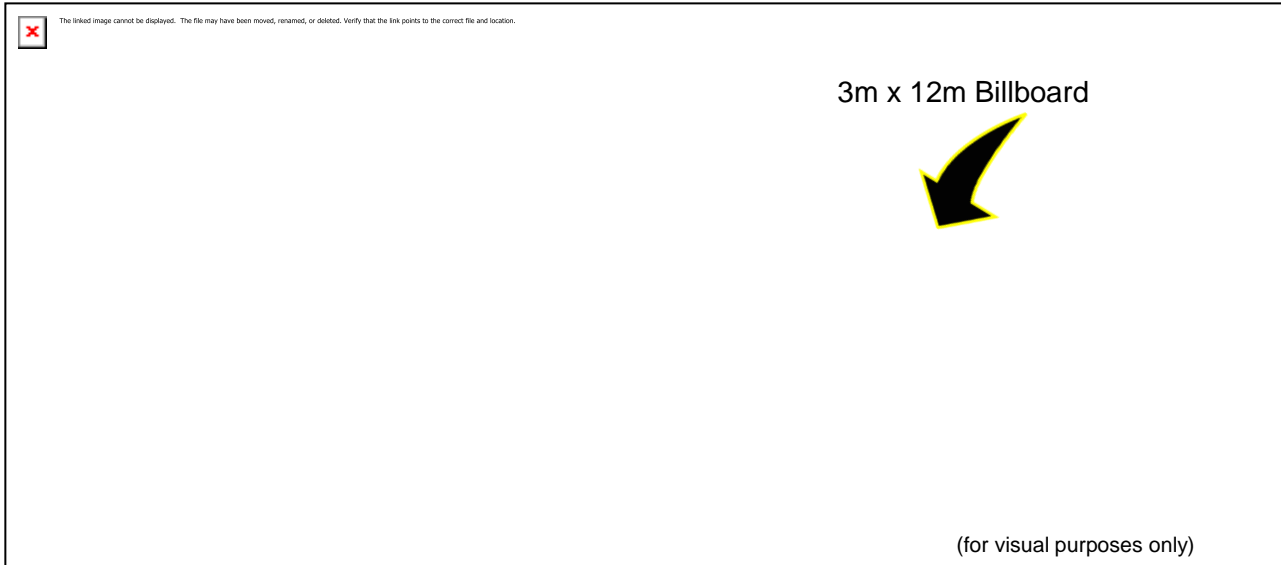 The linked image cannot be displayed. The file may have been moved, renamed, or deleted. Verify that the link points to the correct file and location.
3m x 12m Billboard
(for visual purposes only)